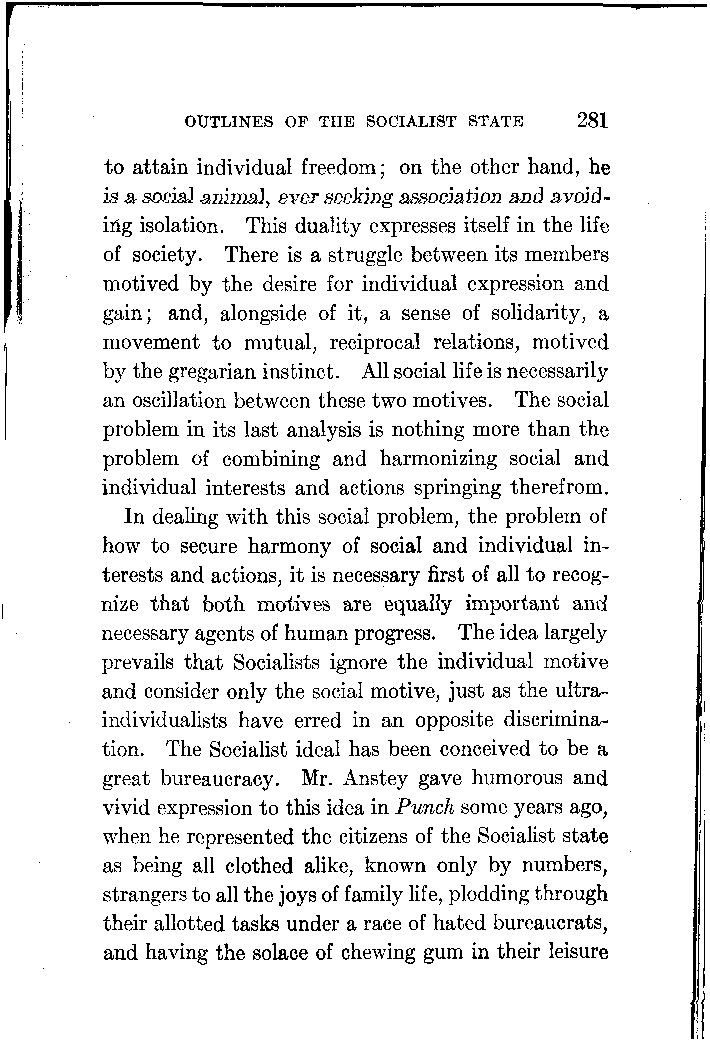 OUTLINES OF THE SOCIALIST STATE 281
to attain individual freedom; on the other hand, he
is a social animal, ever seeking association and avoid-
ing isolation. This duality expresses itself in the life
of society. There is a struggle between its members
motived by the desire for individual expression and
gain; and, alongside of it, a sense of solidarity, a
movement to mutual, reciprocal relations, motived
by the gregarian instinct. All social life is necessarily
an oscillation between these two motives. The social
problem in its last analysis is nothing more than the
problem of combining and harmonizing social and
individual interests and actions springing therefrom.
In dealing with this social problem, the problem of
how to secure harmony of social and individual in-
terests and actions, it is necessary first of all to recog-
nize that both motives are equally important and
necessary agents of human progress. The idea largely
prevails that Socialists ignore the individual motive
and consider only the social motive, just as the ultra-
individualists have erred in an opposite discrimina-
tion. The Socialist ideal has been conceived to be a
great bureaucracy. Mr. Anstey gave humorous and
vivid expression to this idea in Punch some years ago,
when he represented the citizens of the Socialist state
as being all clothed alike, known only by numbers,
strangers to all the joys of family life, plodding through
their allotted tasks under a race of hated bureaucrats,
and having the solace of chewing gum in their leisure